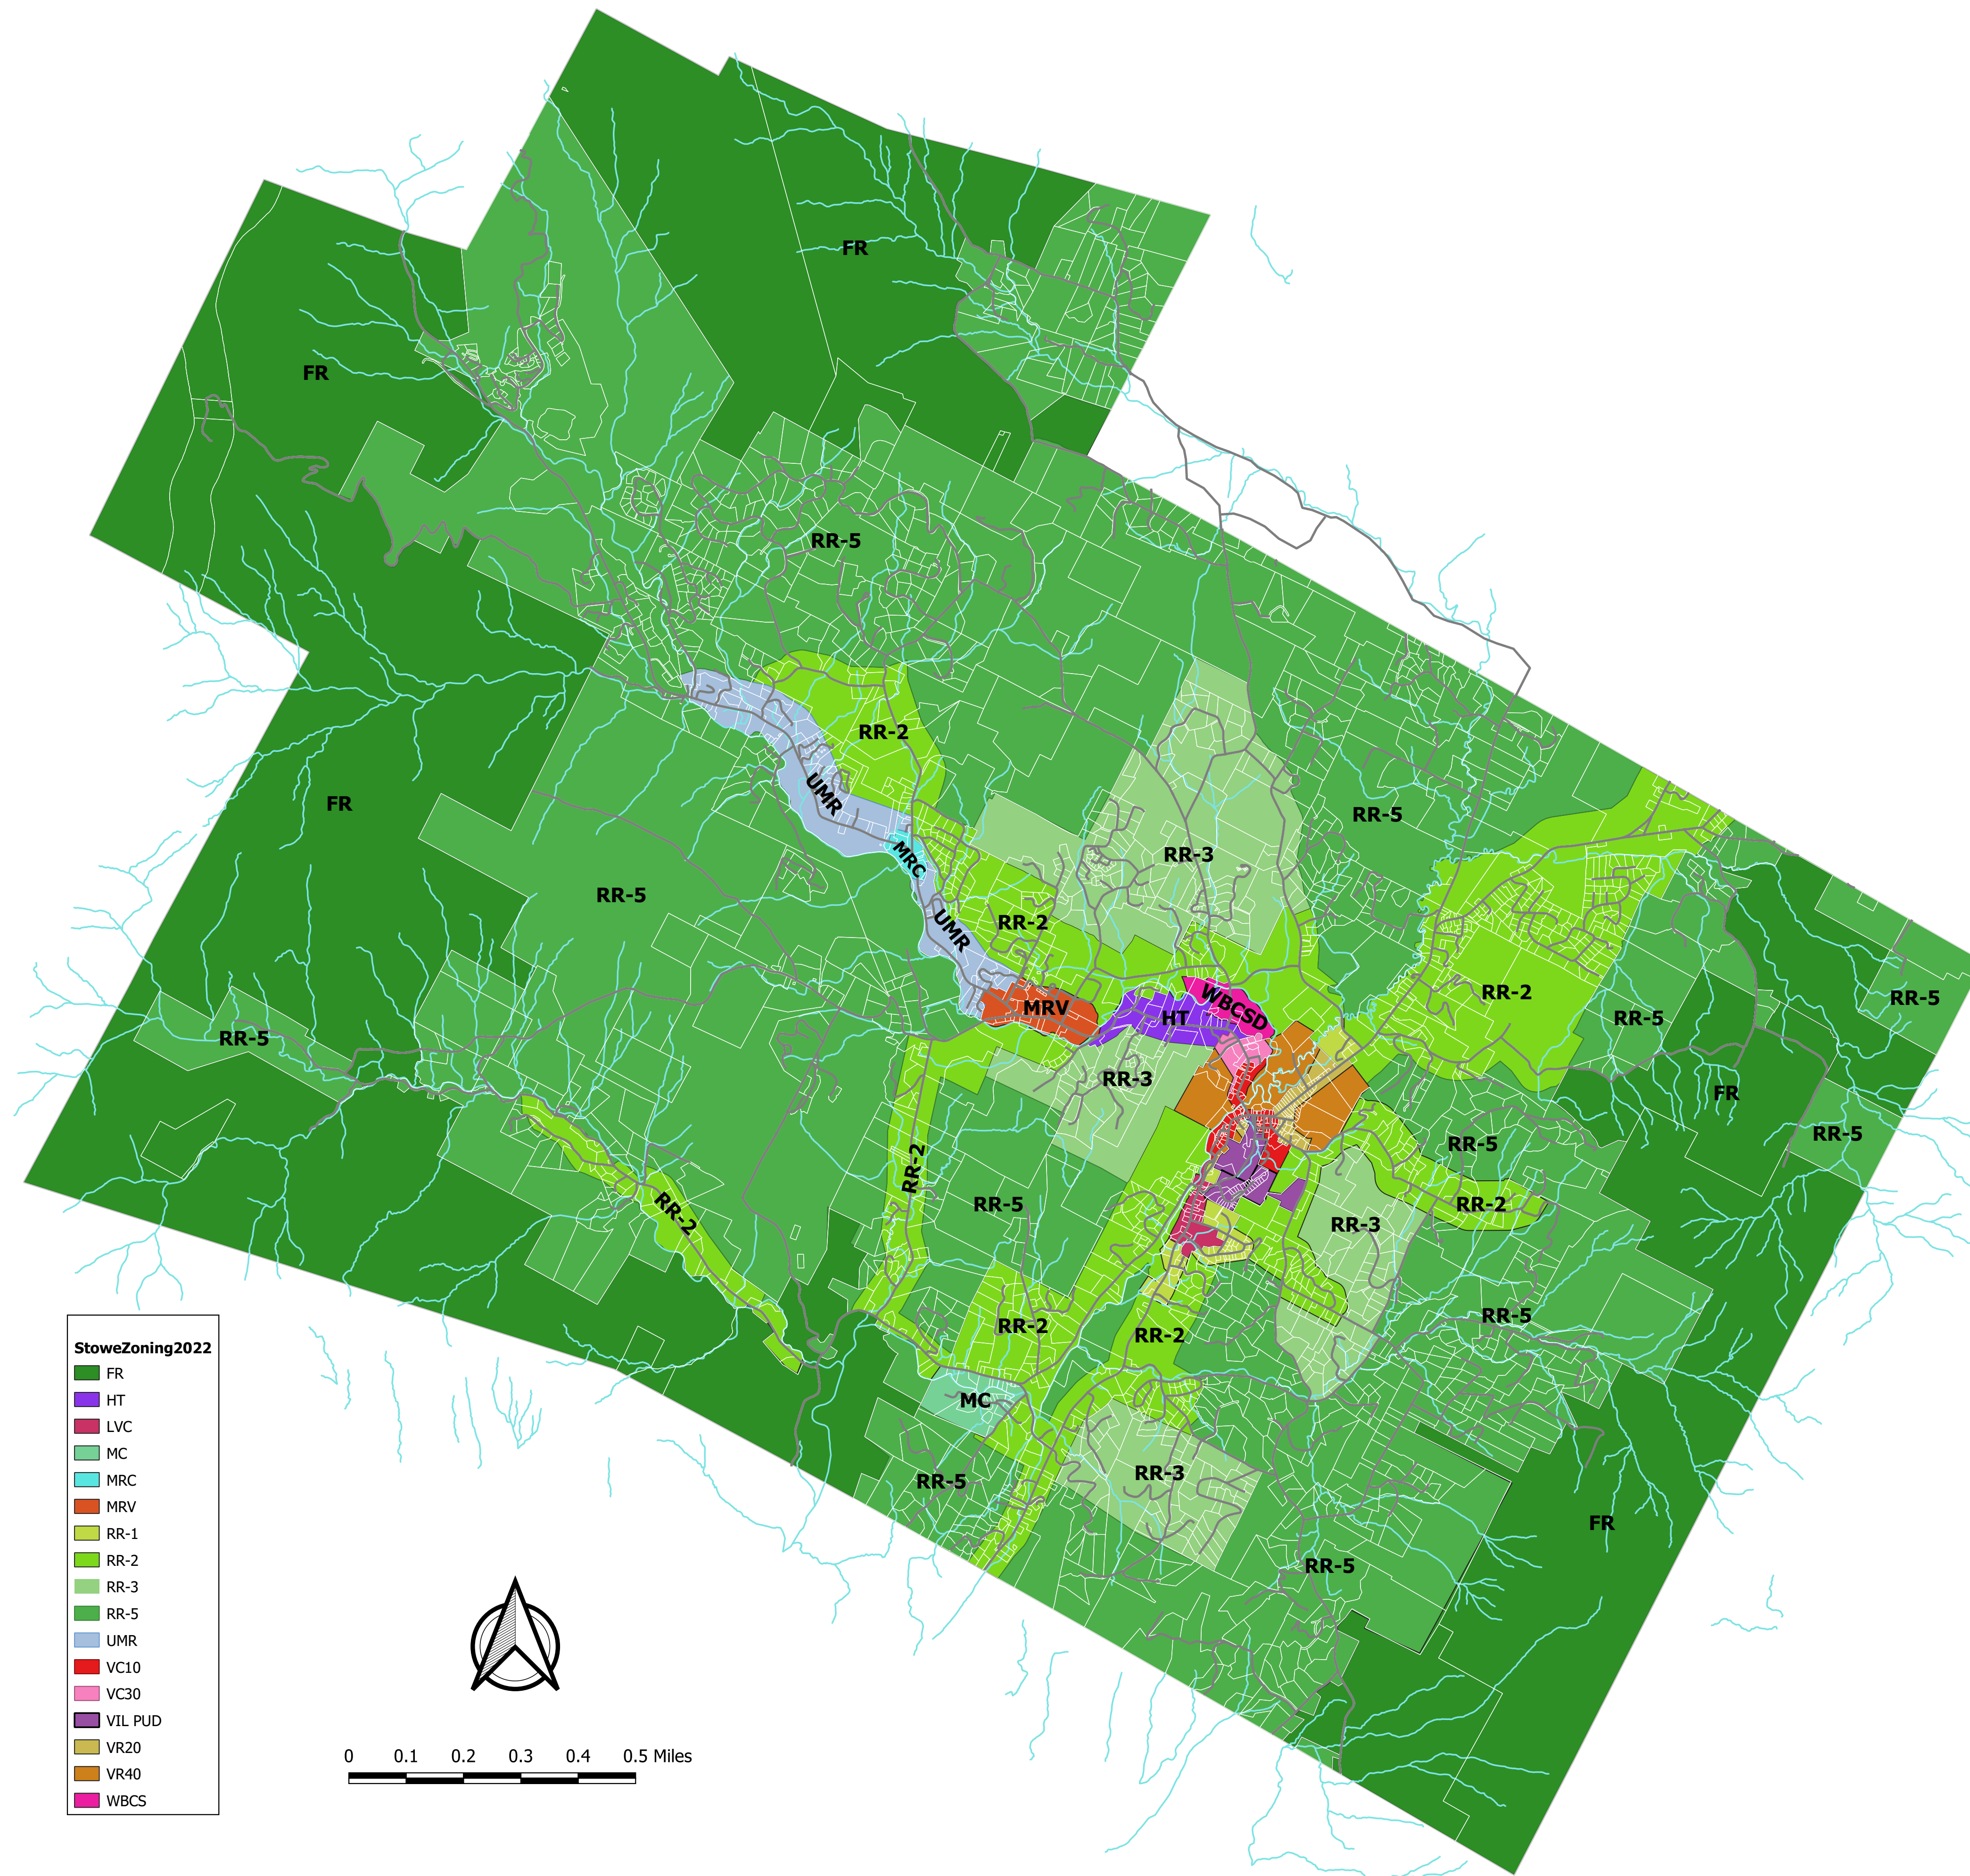 FR
FR
RR-5
RR-2
UMR
FR
RR-5
MRC
RR-3
RR-5
RR-2
UMR
RR-2
WBCSD
MRV
HT
RR-5
RR-5
RR-5
RR-3
FR
RR-5
RR-5
RR-2
RR-5
RR-2
RR-2
RR-3
RR-5
RR-2
RR-2
MC
RR-5
RR-3
FR
RR-5
StoweZoning2022
FR
HT
LVC
MC
MRC
MRV
RR-1
RR-2
RR-3
RR-5
UMR
VC10
VC30
VIL PUD
VR20
VR40
WBCS
0 0.1 0.2 0.3 0.4 0.5 Miles